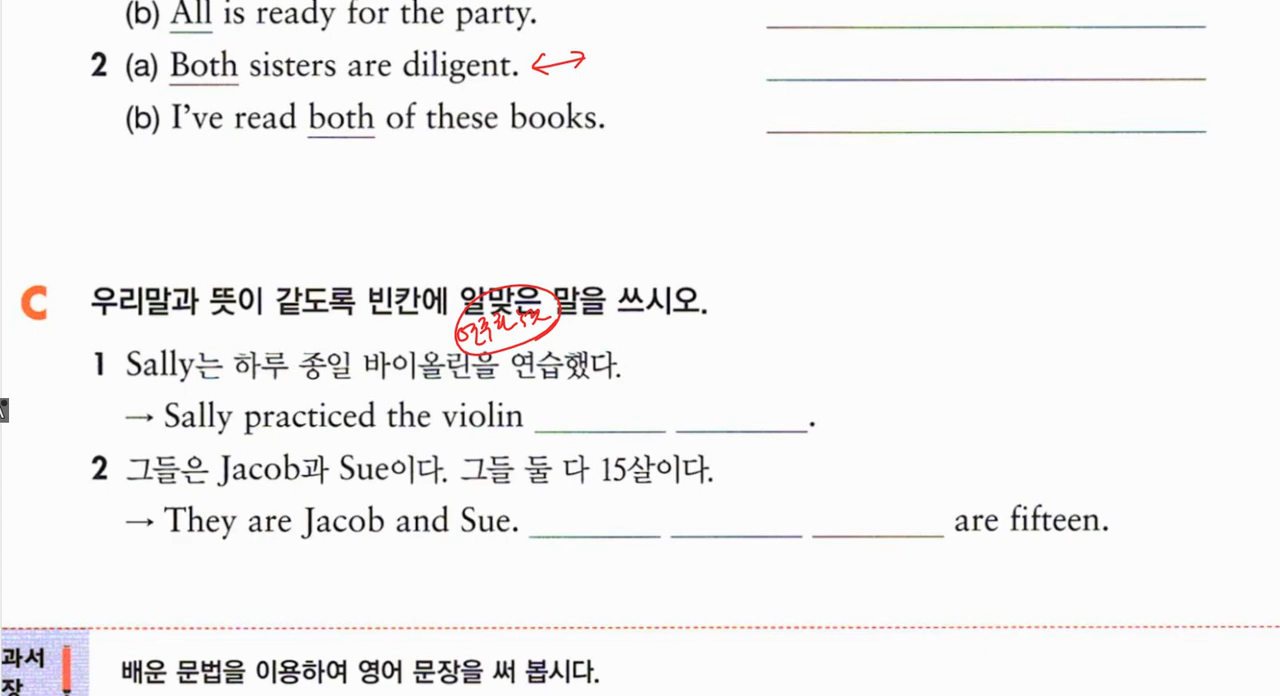 (b) All is ready for the party.
2 (a) Both sisters are diligent.
(b) I've read both of these books.
C 우리말과 뜻이 같도록 빈칸에 알맞은 말을 쓰시오.
1 Sally는 하루 종일 바이올린을 연습했다.
→ Sally practiced the violin
.
2 그들은 Jacob과 Sue이다. 그들 둘 다 15살이다.
→ They are Jacob and Sue.
are fifteen.
과서
장
배운 문법을 이용하여 영어 문장을 써 봅시다.